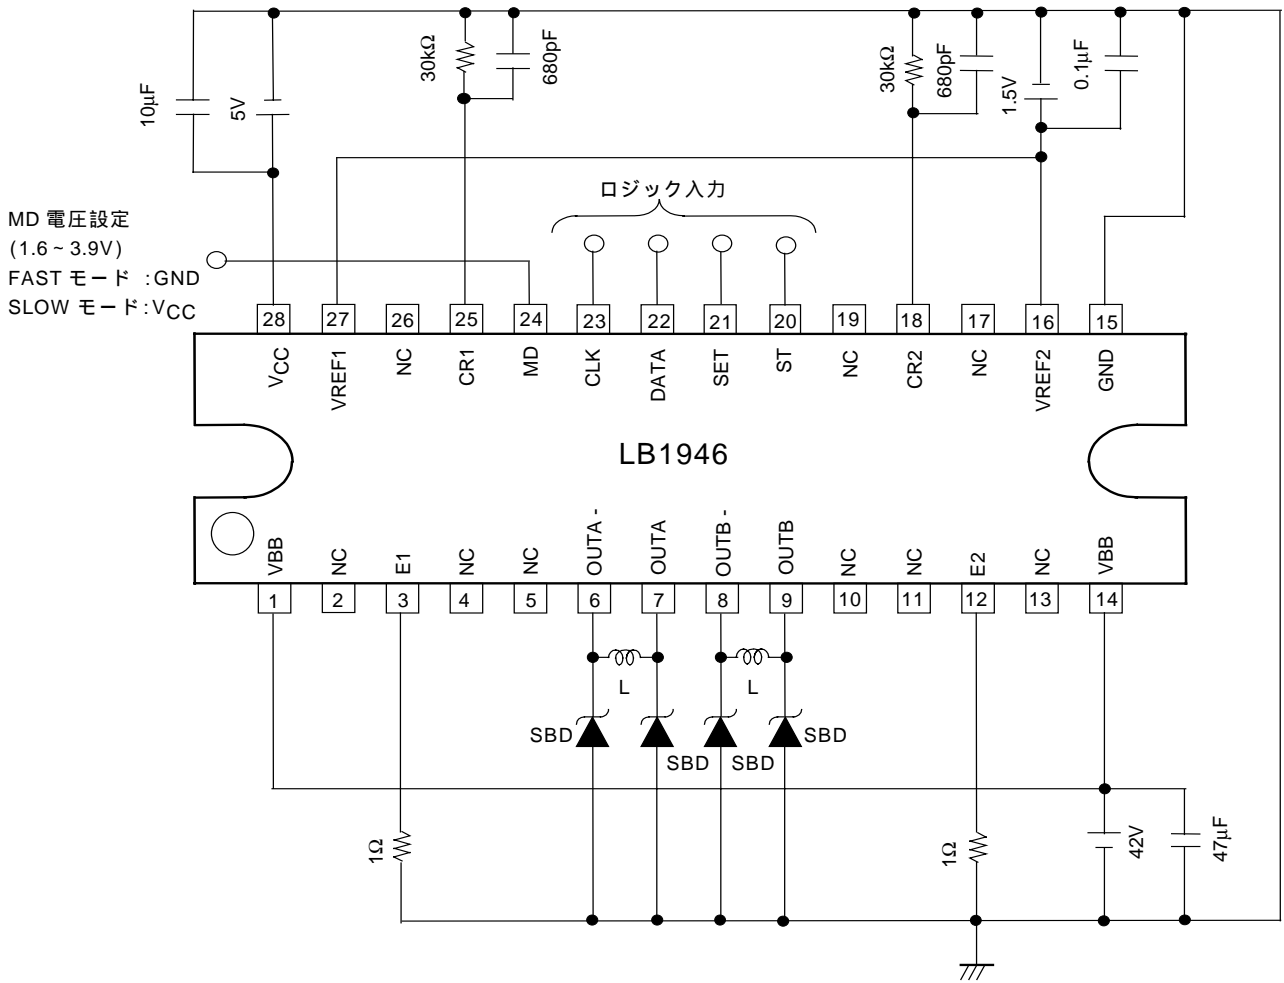 10μF
5V
30kΩ
680pF
30kΩ
680pF
1.5V
0.1μF
ロジック入力
MD 電圧設定
(1.6 ~ 3.9V)
FAST モード :GND
SLOW モード:VCC
28 27 26 25 24 23 22 21 20 19 18 17 16 15
VCC
VREF1
NC
CR1
MD
CLK
DATA
SET
ST
NC
CR2
NC
VREF2
GND
LB1946
VBB
NC
E1
NC
NC
OUTA -
OUTA
OUTB -
OUTB
NC
NC
E2
NC
VBB
1 2 3 4 5 6 7 8 9 10 11 12 13 14
L
L
SBD
SBD
SBD
SBD
1Ω
1Ω
42V
47μF